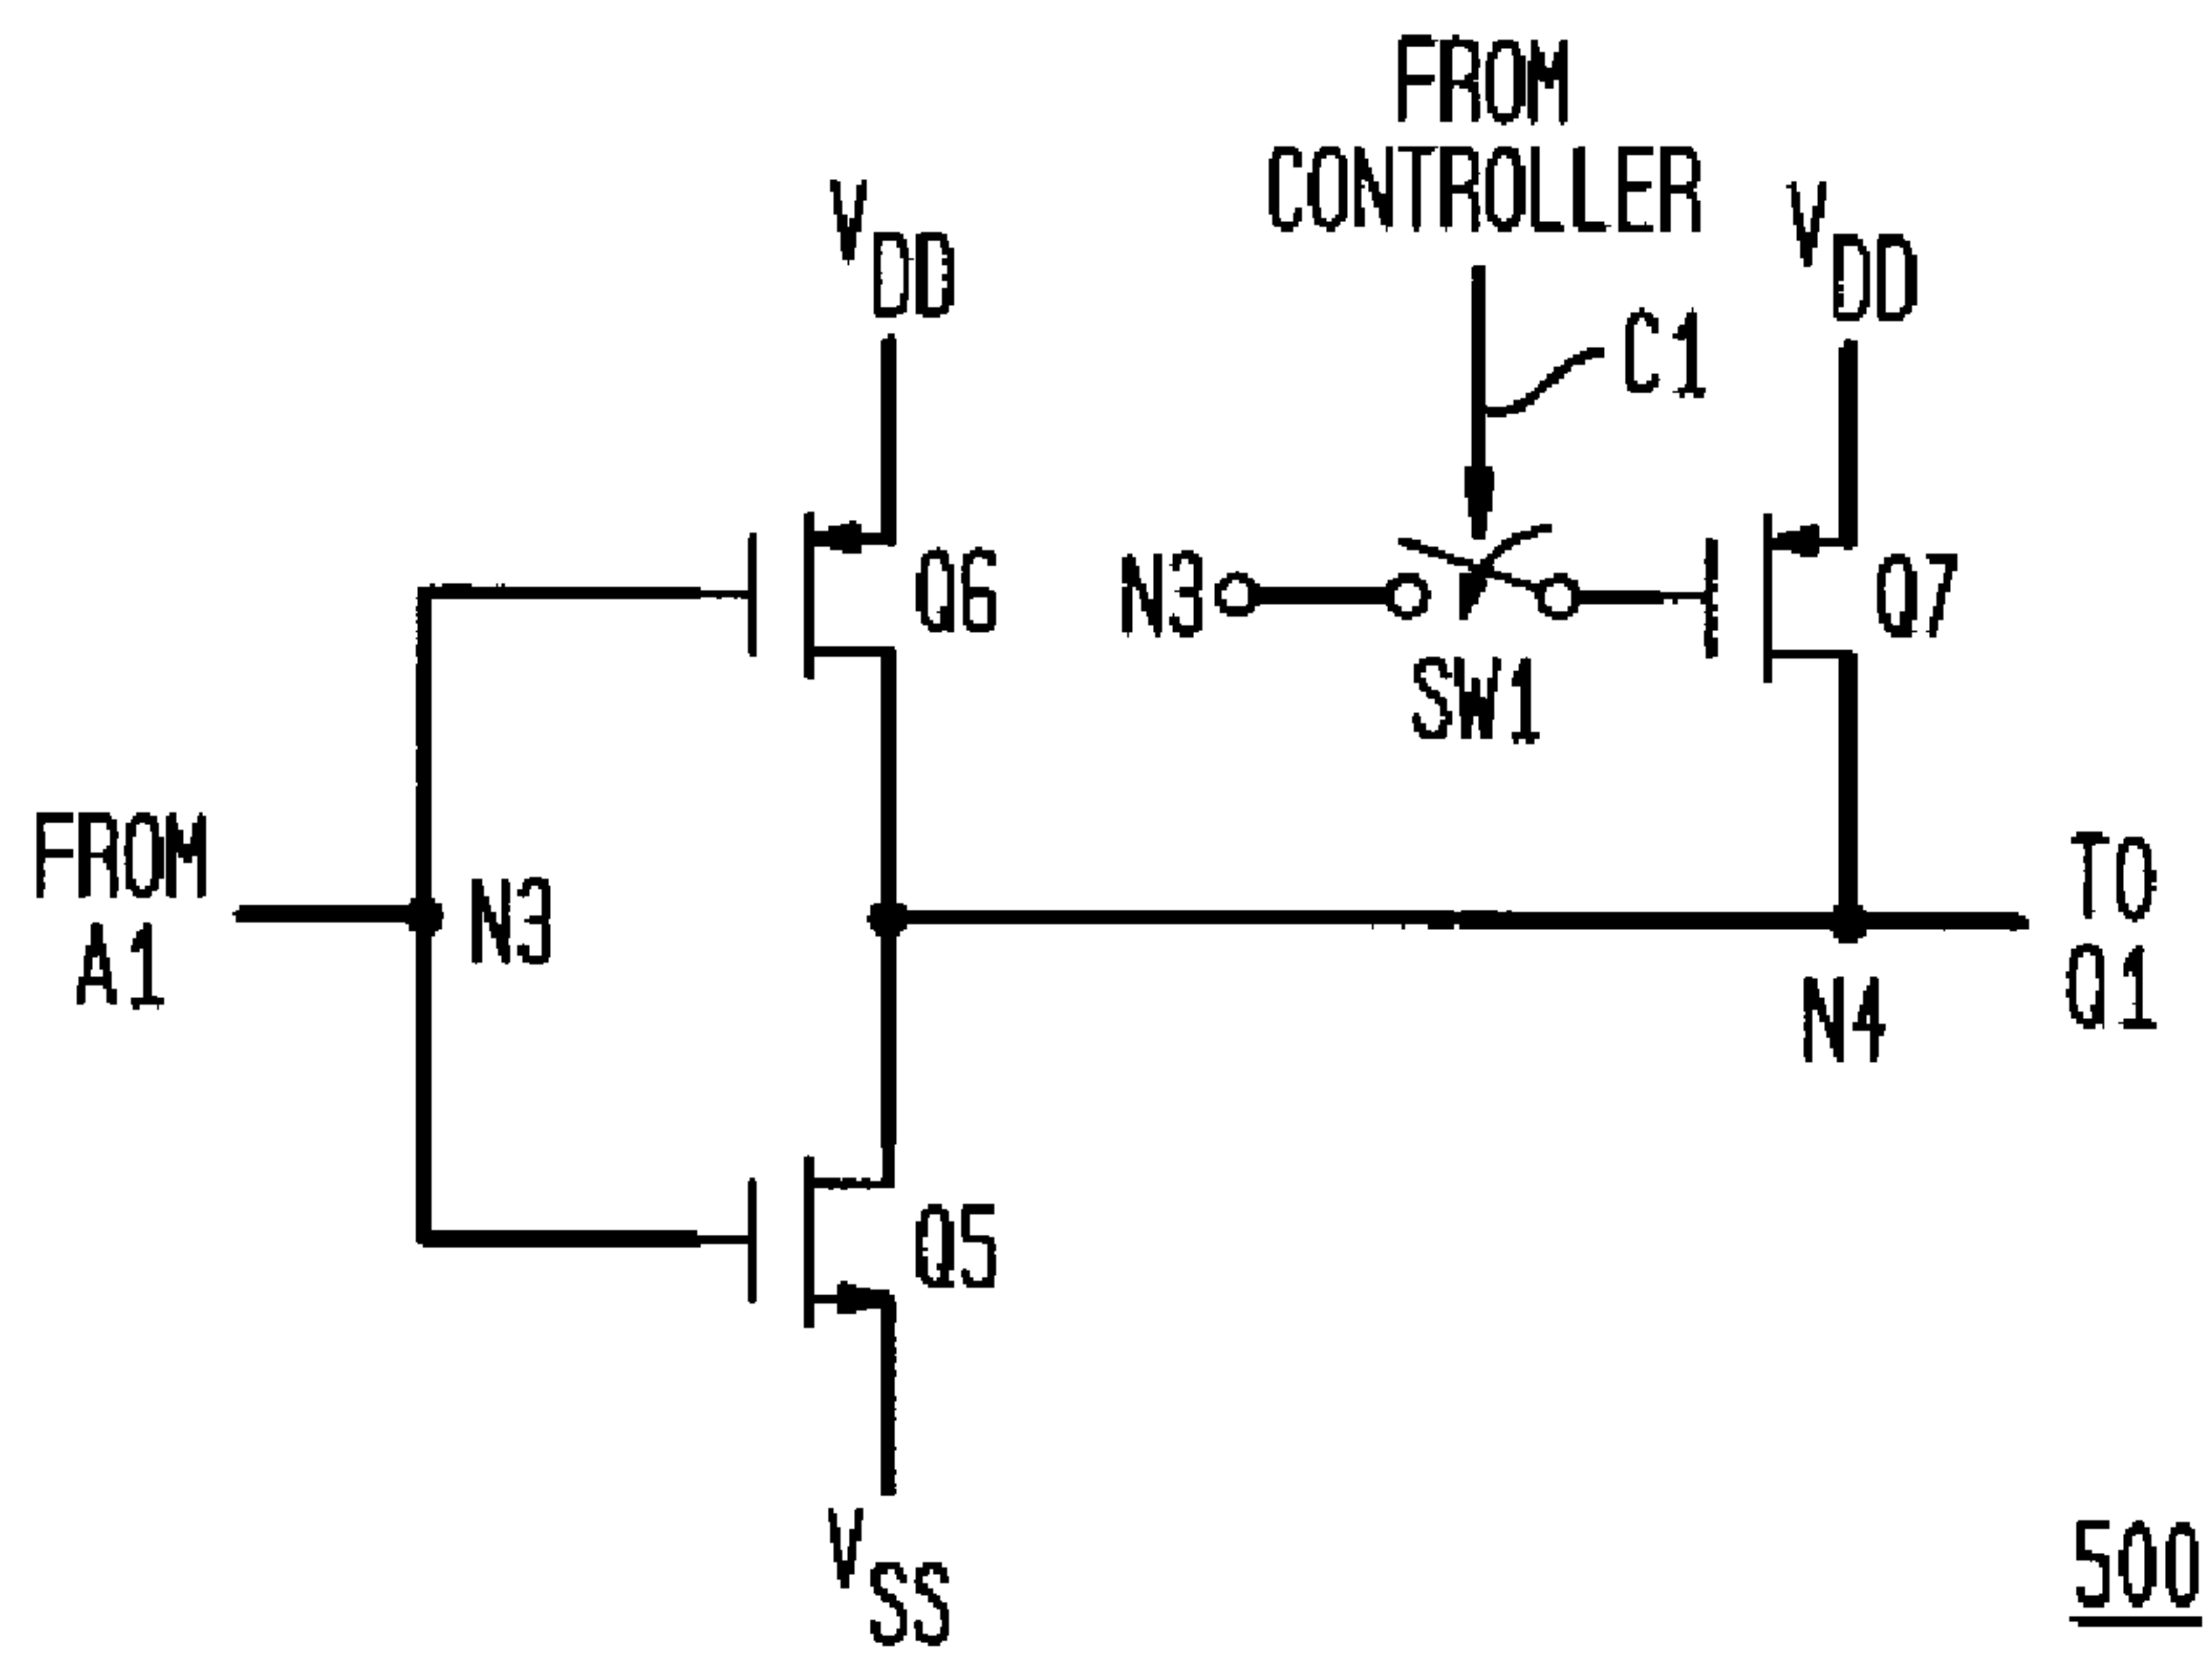 FROM
CONTROLLER
VDD
VDD
C1
Q6
N3
Q7
SW1
FROM
A1
N3
TO
Q1
N4
Q5
VSS
500